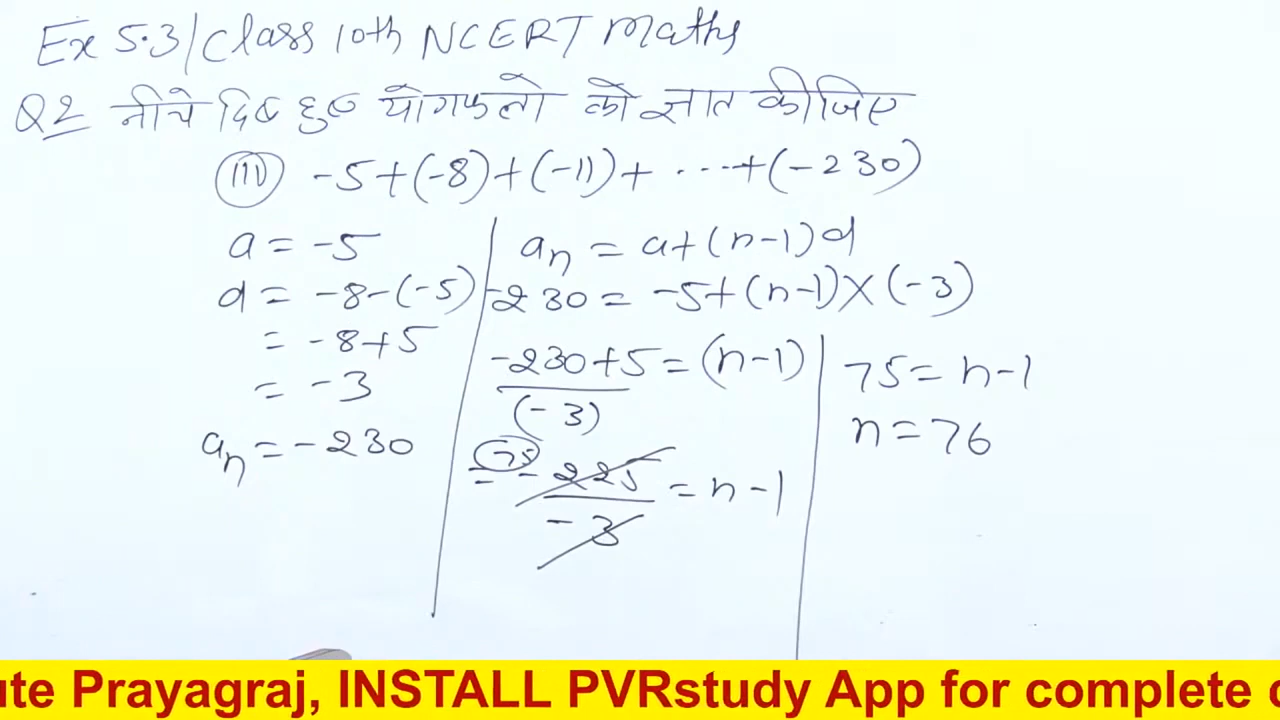 Ex 5.3/Class 10th NCERT Maths
Q2 नीचे दिए हुए योगफलो को ज्ञात कीजिए
(iii) -5+(-8)+(-11)+ ....+(-230)
a = -5
d = -8-(-5)
= -8+5
= -3
an = -230
an = a+(n-1)d
-230 = -5+(n-1)×(-3)
-230+5 = (n-1)
(-3)
75
-225 = n-1
-3
75 = n-1
n = 76
ute Prayagraj, INSTALL PVRstudy App for complete c